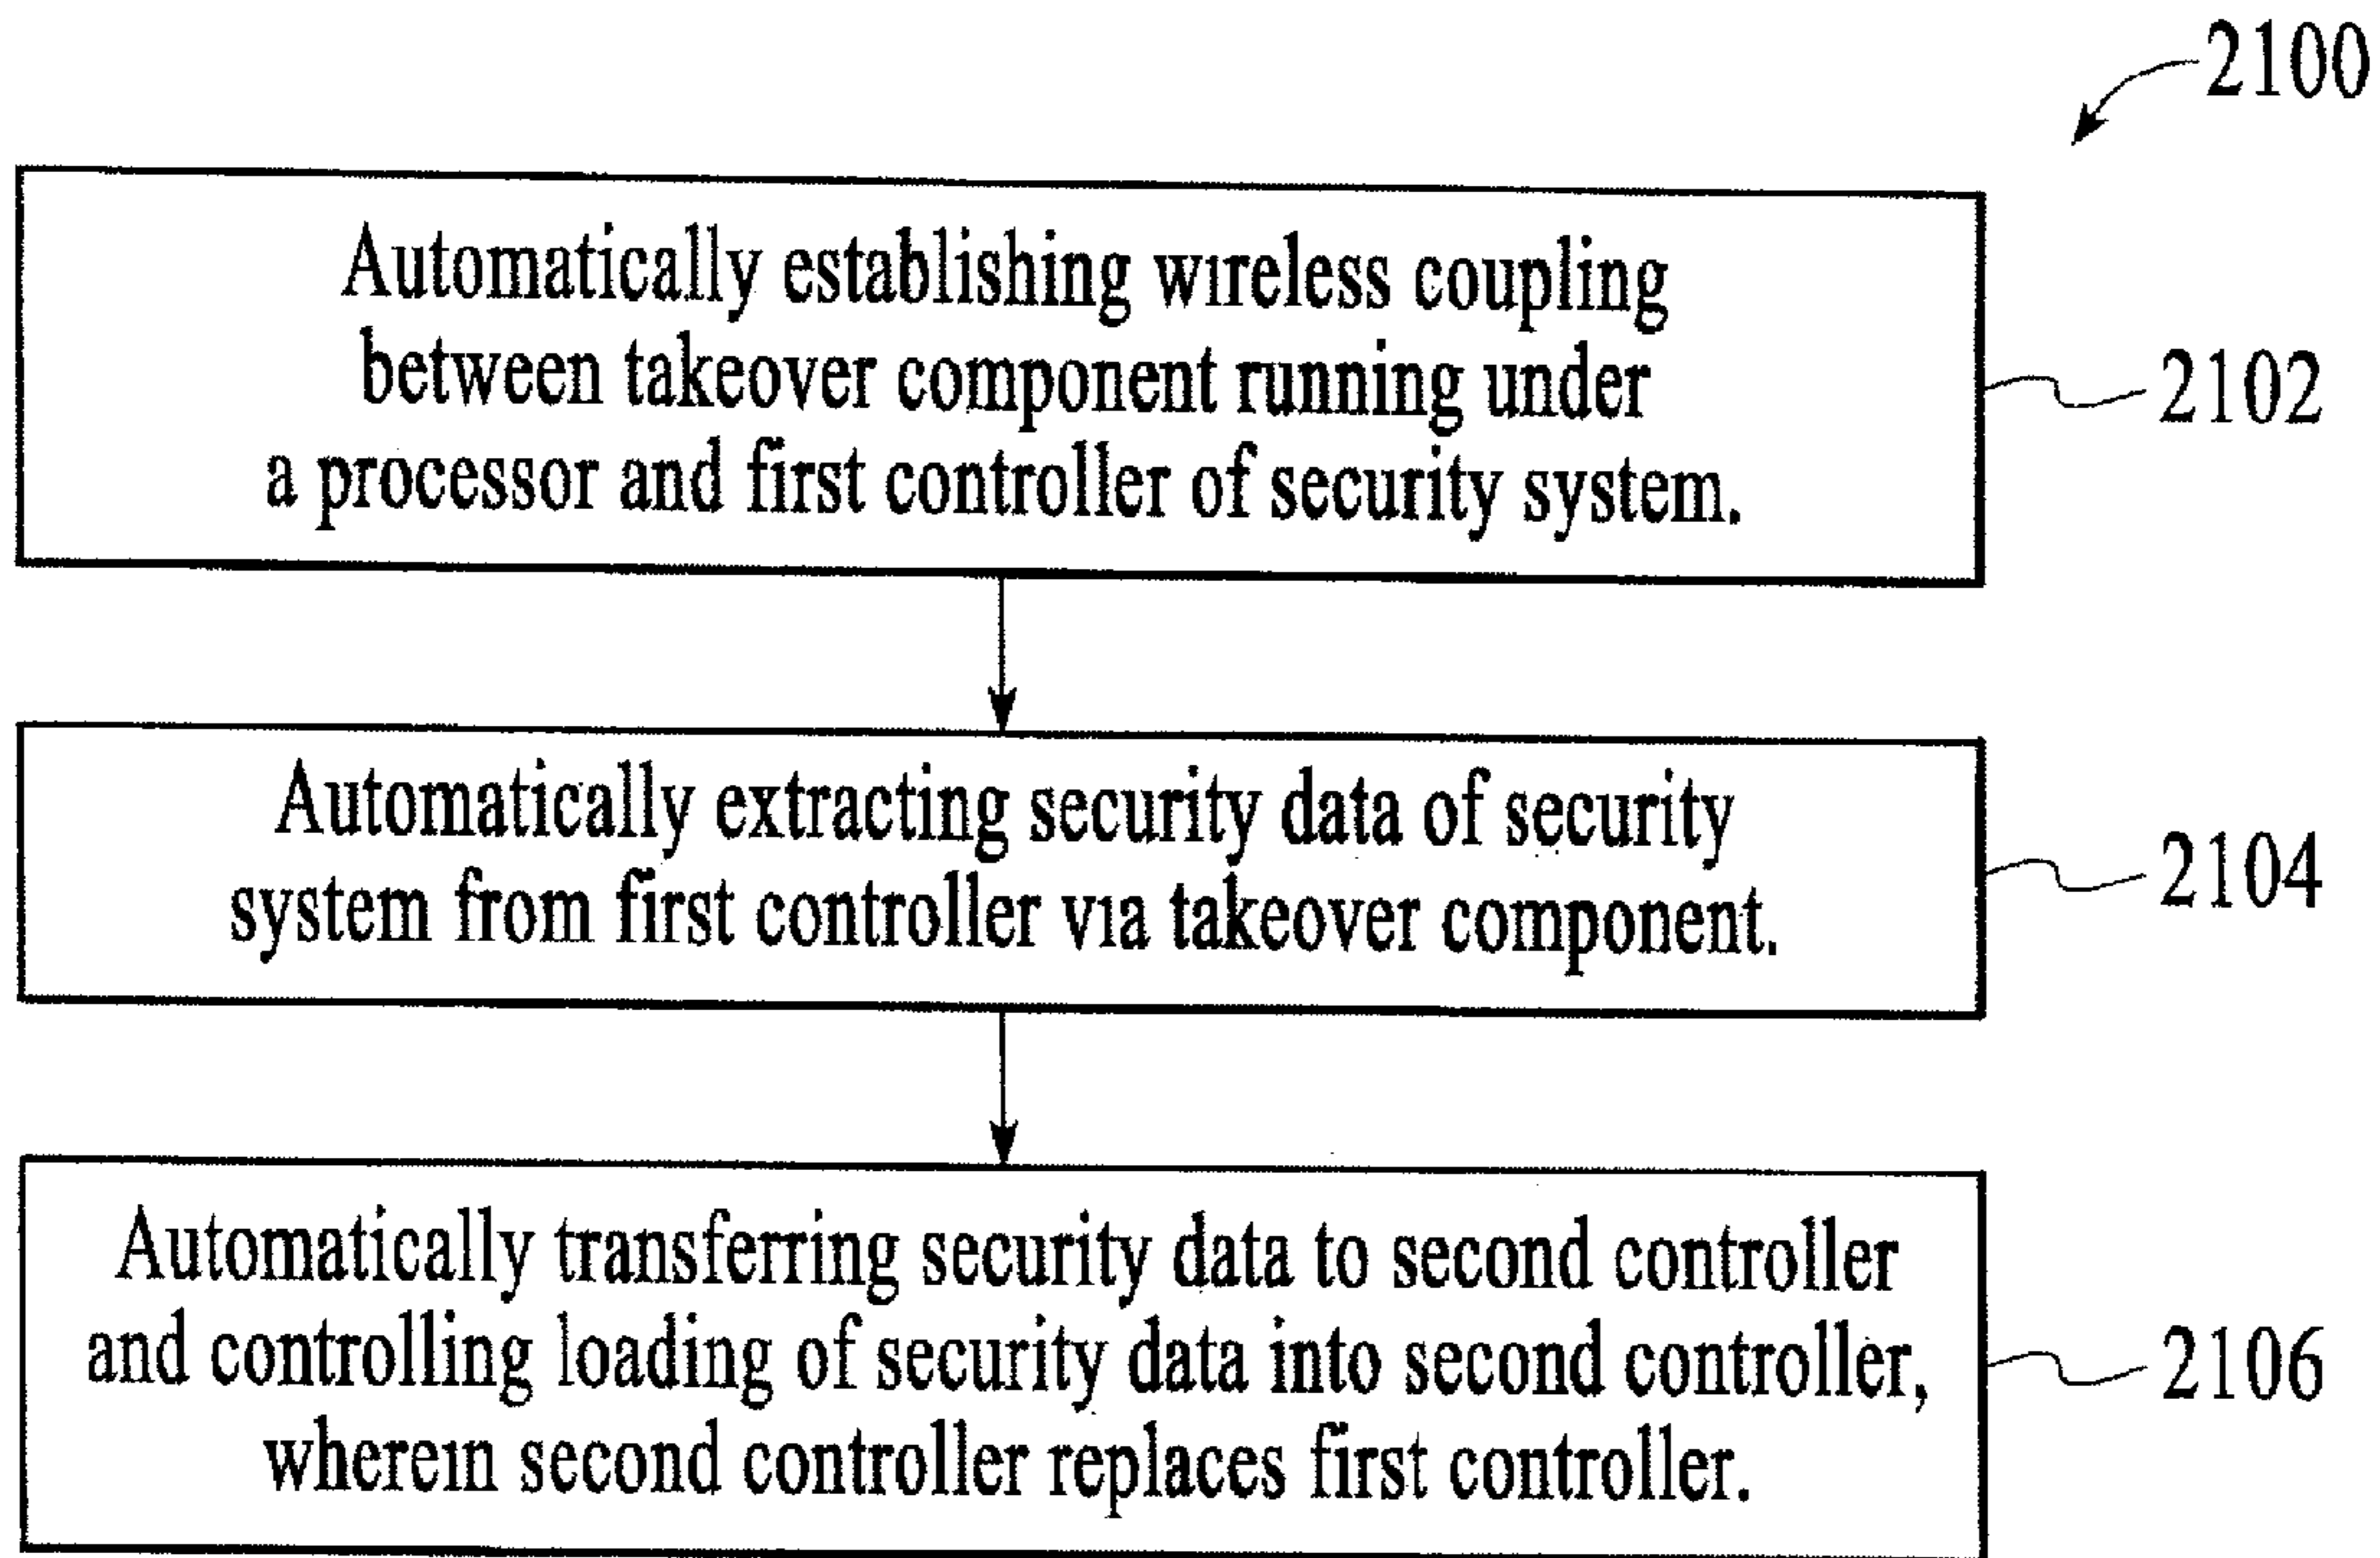 2100
Automatically establishing wireless coupling
between takeover component running under
a processor and first controller of security system.
2102
Automatically extracting security data of security
system from first controller via takeover component.
2104
Automatically transferring security data to second controller
and controlling loading of security data into second controller,
wherein second controller replaces first controller.
2106